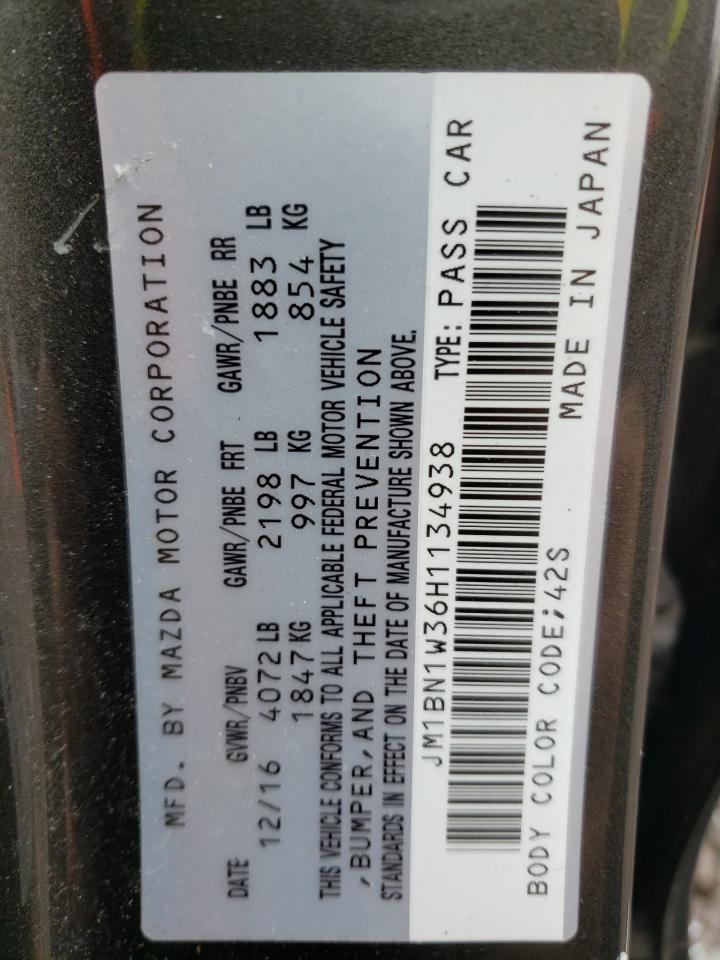 MFD. BY MAZDA MOTOR CORPORATION
DATE GVWR/PNBV GAWR/PNBE FRT GAWR/PNBE RR
12/16 4072 LB 2198 LB 1883 LB
1847 KG 997 KG 854 KG
THIS VEHICLE CONFORMS TO ALL APPLICABLE FEDERAL MOTOR VEHICLE SAFETY
,BUMPER,AND THEFT PREVENTION
STANDARDS IN EFFECT ON THE DATE OF MANUFACTURE SHOWN ABOVE.
JM1BN1W36H1134938 TYPE: PASS CAR
BODY COLOR CODE;42S MADE IN JAPAN